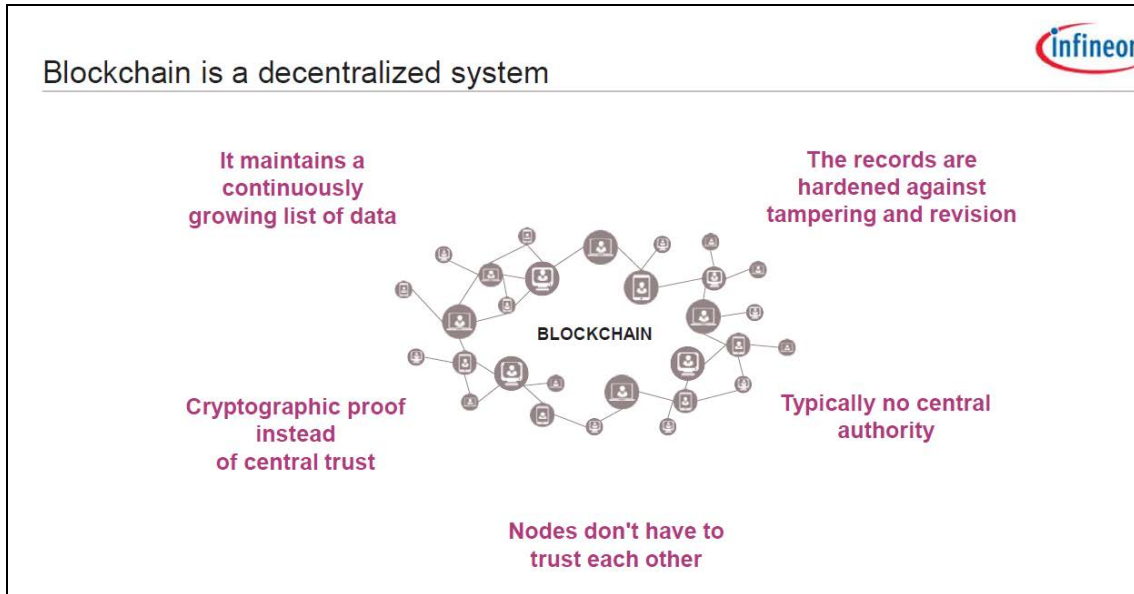 infineon
Blockchain is a decentralized system
It maintains a
continuously
growing list of data
The records are
hardened against
tampering and revision
BLOCKCHAIN
Cryptographic proof
instead
of central trust
Typically no central
authority
Nodes don't have to
trust each other